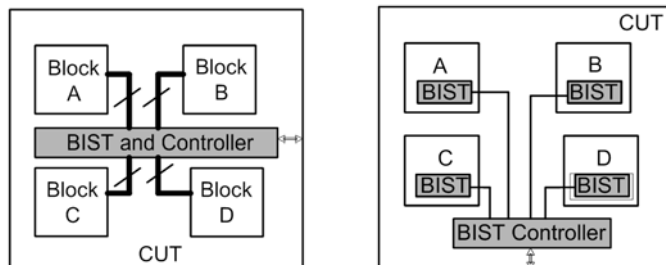 Block
A
Block
B
BIST and Controller
Block
C
Block
D
CUT
CUT
A
BIST
B
BIST
C
BIST
D
BIST
BIST Controller